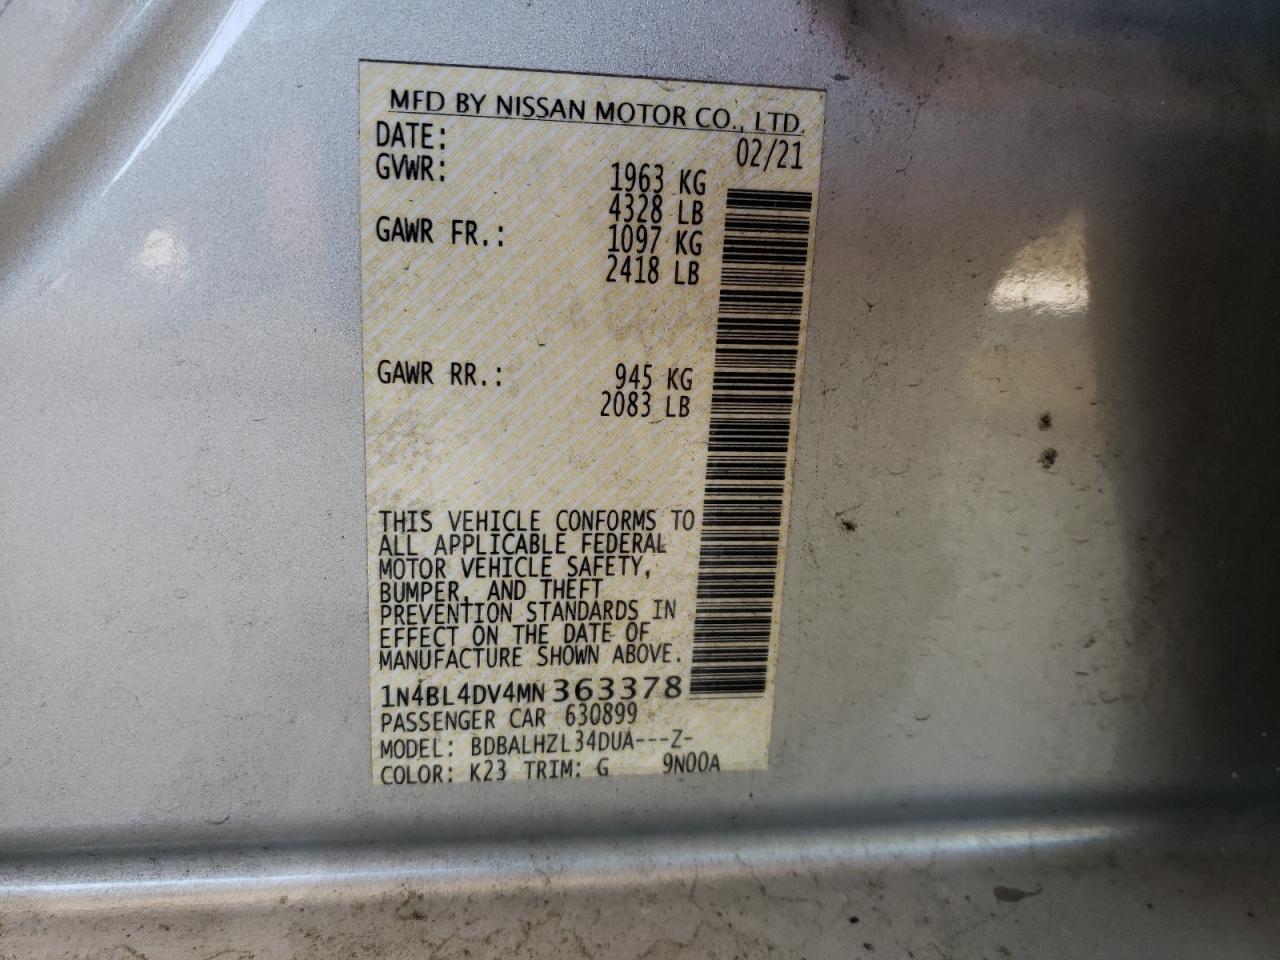 MFD BY NISSAN MOTOR CO., LTD.
DATE: 02/21
GVWR: 1963 KG
4328 LB
GAWR FR.: 1097 KG
2418 LB
GAWR RR.: 945 KG
2083 LB
THIS VEHICLE CONFORMS TO
ALL APPLICABLE FEDERAL
MOTOR VEHICLE SAFETY,
BUMPER, AND THEFT
PREVENTION STANDARDS IN
EFFECT ON THE DATE OF
MANUFACTURE SHOWN ABOVE.
1N4BL4DV4MN363378
PASSENGER CAR 630899
MODEL: BDBALHZL34DUA---Z-
COLOR: K23 TRIM: G 9N00A